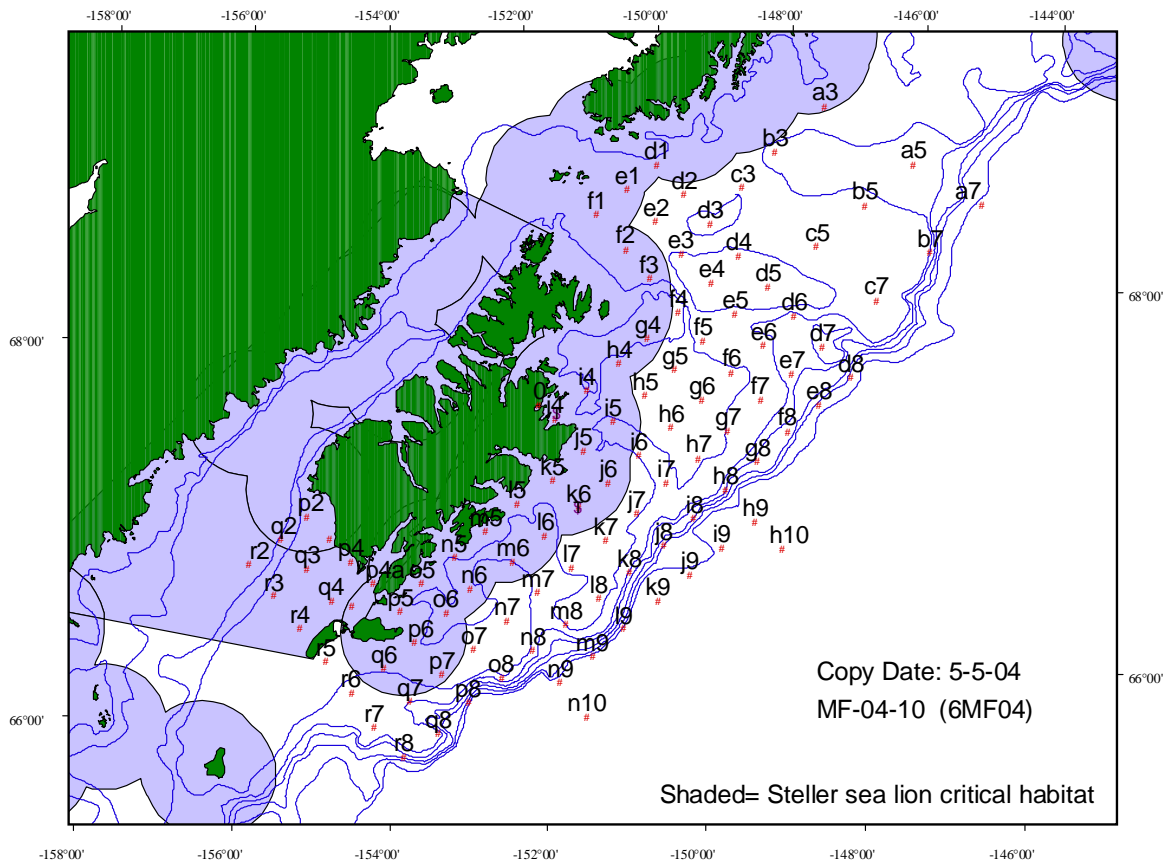 -158°00' -156°00' -154°00' -152°00' -150°00' -148°00' -146°00' -144°00'
a3
b3
a5
d1
c3
e1
d2
b5
a7
f1
e2
d3
f2
e3
d4
c5
b7
f3
e4
d5
c7
f4
e5
d6
68°00' 68°00'
g4
f5
e6
d7
h4
g5
f6
e7
d8
i4
h5
g6
f7
e8
0
j4
i5
h6
g7
f8
j5
i6
h7
g8
k5
j6
i7
h8
l5
k6
j7
i8
h9
p2
m5
l6
k7
j8
i9
h10
q2
r2
q3
p4
n5
m6
l7
k8
j9
r3
q4
p4a
o5
n6
m7
l8
k9
r4
p5
o6
n7
m8
l9
r5
p6
o7
n8
m9
q6
p7
o8
n9
66°00' 66°00'
r6
q7
p8
n10
r7
q8
r8
Copy Date: 5-5-04
MF-04-10 (6MF04)
Shaded= Steller sea lion critical habitat
-158°00' -156°00' -154°00' -152°00' -150°00' -148°00' -146°00'